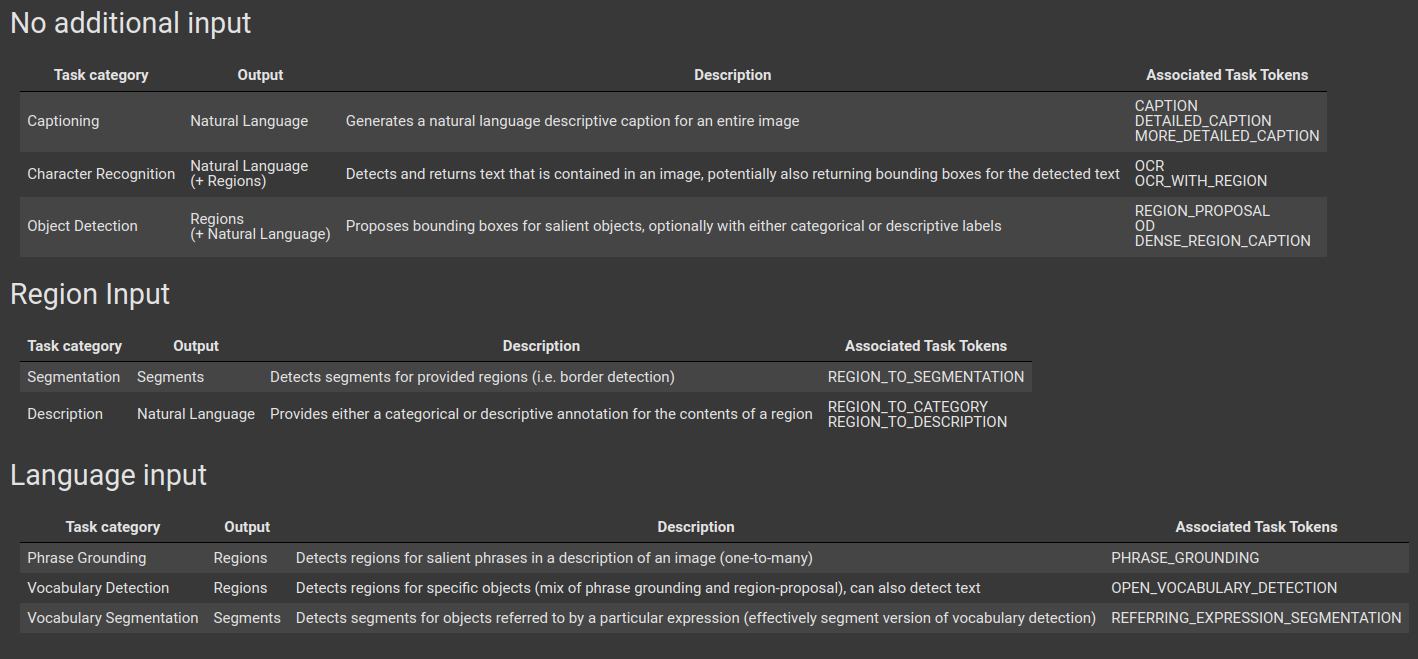 No additional input
Task category Output Description Associated Task Tokens
Captioning Natural Language Generates a natural language descriptive caption for an entire image CAPTION
DETAILED_CAPTION
MORE_DETAILED_CAPTION
Character Recognition Natural Language
(+ Regions) Detects and returns text that is contained in an image, potentially also returning bounding boxes for the detected text OCR
OCR_WITH_REGION
Object Detection Regions
(+ Natural Language) Proposes bounding boxes for salient objects, optionally with either categorical or descriptive labels REGION_PROPOSAL
OD
DENSE_REGION_CAPTION
Region Input
Task category Output Description Associated Task Tokens
Segmentation Segments Detects segments for provided regions (i.e. border detection) REGION_TO_SEGMENTATION
Description Natural Language Provides either a categorical or descriptive annotation for the contents of a region REGION_TO_CATEGORY
REGION_TO_DESCRIPTION
Language input
Task category Output Description Associated Task Tokens
Phrase Grounding Regions Detects regions for salient phrases in a description of an image (one-to-many) PHRASE_GROUNDING
Vocabulary Detection Regions Detects regions for specific objects (mix of phrase grounding and region-proposal), can also detect text OPEN_VOCABULARY_DETECTION
Vocabulary Segmentation Segments Detects segments for objects referred to by a particular expression (effectively segment version of vocabulary detection) REFERRING_EXPRESSION_SEGMENTATION